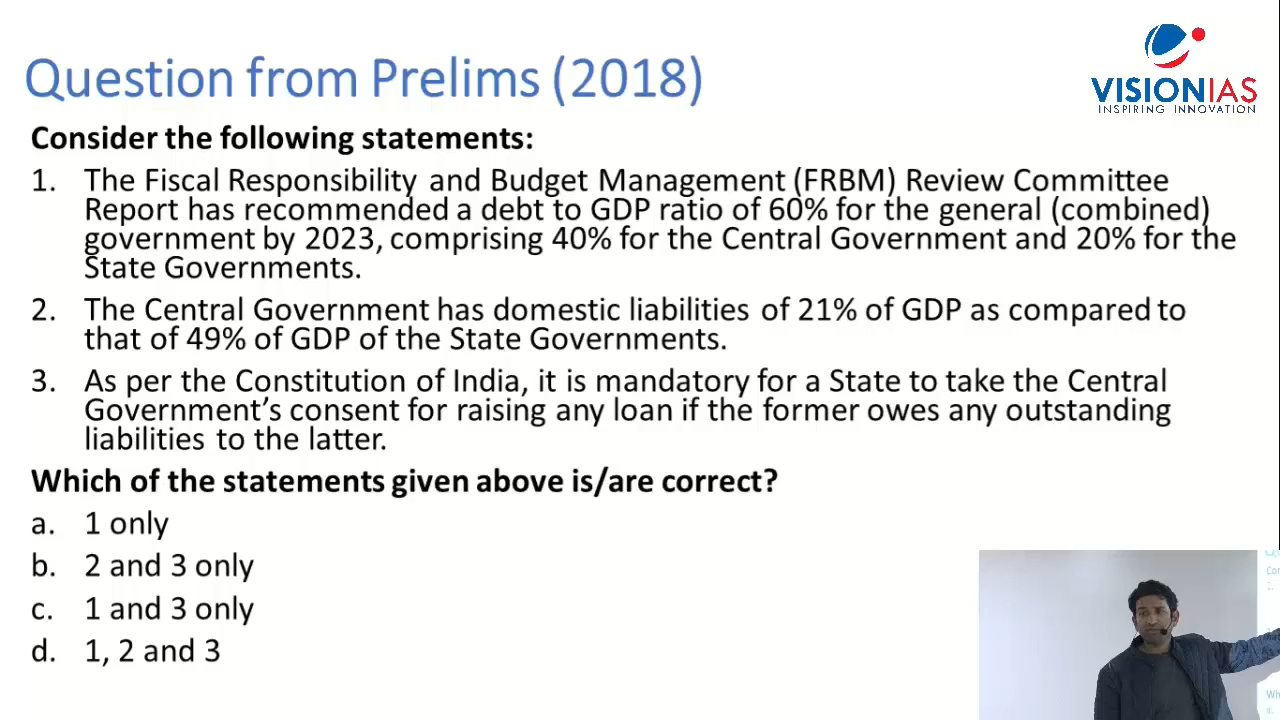 Question from Prelims (2018)
VISIONIAS
INSPIRING INNOVATION
Consider the following statements:
1. The Fiscal Responsibility and Budget Management (FRBM) Review Committee
Report has recommended a debt to GDP ratio of 60% for the general (combined)
government by 2023, comprising 40% for the Central Government and 20% for the
State Governments.
2. The Central Government has domestic liabilities of 21% of GDP as compared to
that of 49% of GDP of the State Governments.
3. As per the Constitution of India, it is mandatory for a State to take the Central
Government's consent for raising any loan if the former owes any outstanding
liabilities to the latter.
Which of the statements given above is/are correct?
a. 1 only
b. 2 and 3 only
c. 1 and 3 only
d. 1, 2 and 3